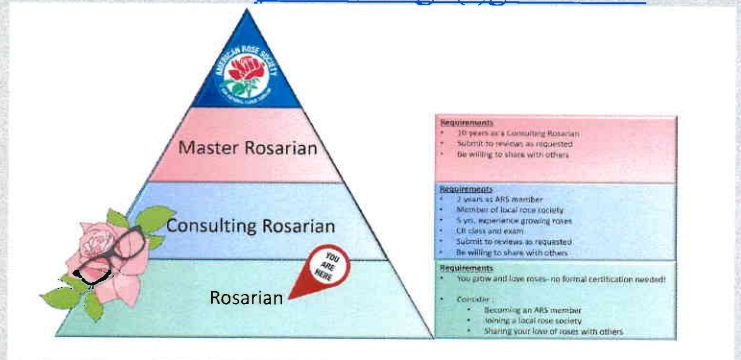 AMERICAN ROSE SOCIETY
Master Rosarian
Consulting Rosarian
Rosarian
YOU
ARE
HERE
Requirements
• 10 years as a Consulting Rosarian
• Submit to reviews as requested
• Be willing to share with others
Requirements
• 2 years as ARS member
• Member of local rose society
• 5 yrs. experience growing roses
• CR class and exam
• Submit to reviews as requested
• Be willing to share with others
Requirements
• You grow and love roses- no formal certification needed!
• Consider :
• Becoming an ARS member
• Joining a local rose society
• Sharing your love of roses with others